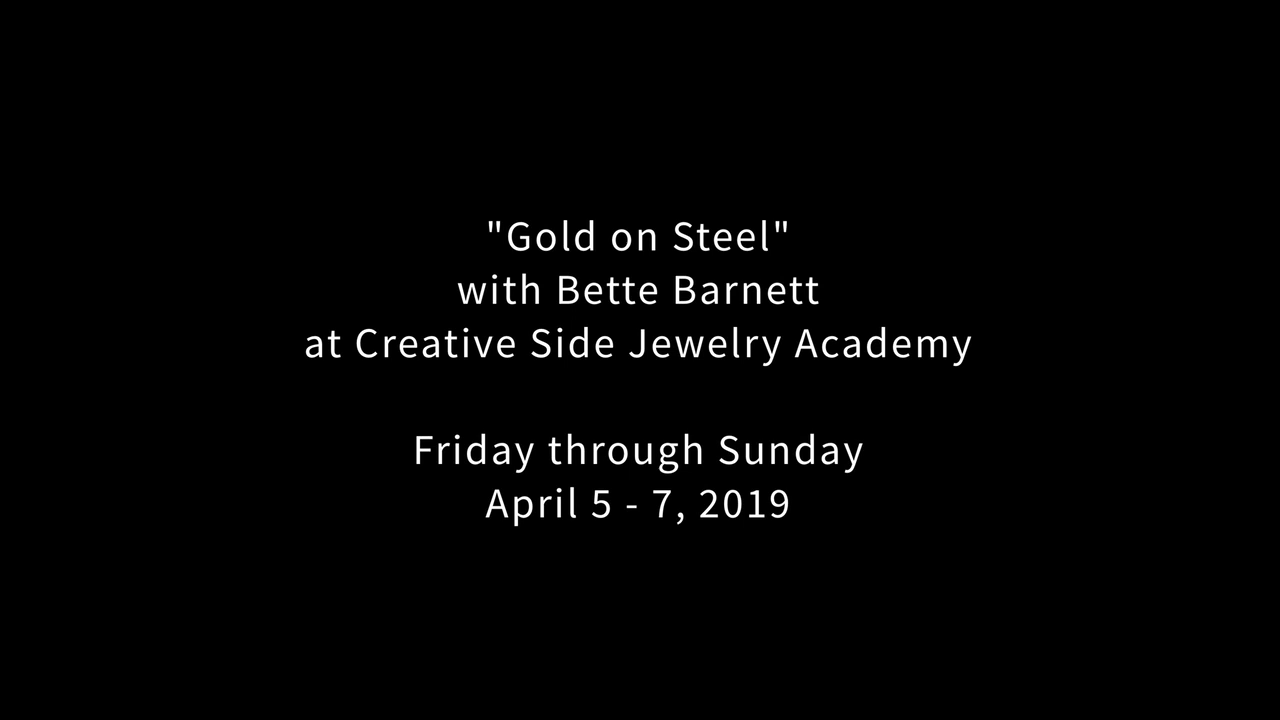 "Gold on Steel"
with Bette Barnett
at Creative Side Jewelry Academy
Friday through Sunday
April 5 - 7, 2019